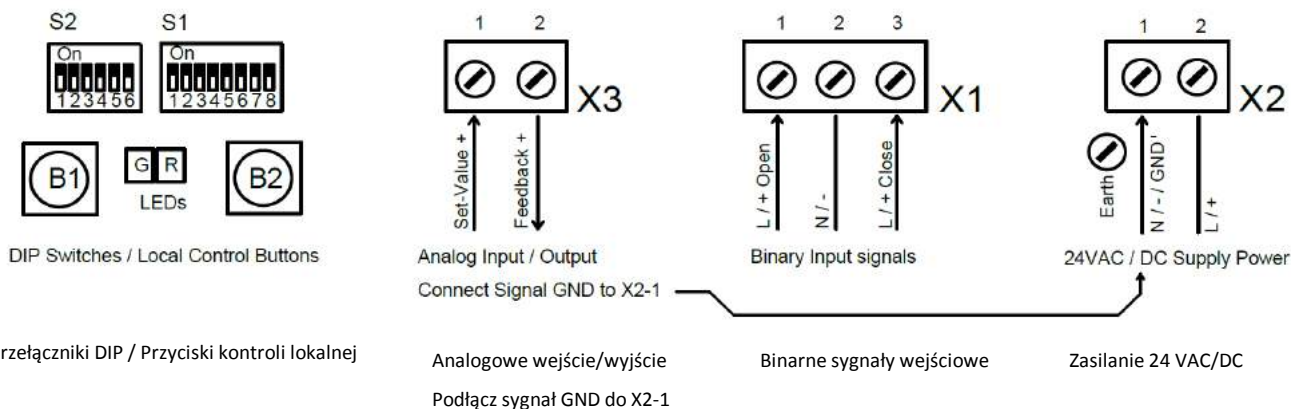 S2 S1
On On
123456 12345678
B1 G R B2
LEDs
DIP Switches / Local Control Buttons
1 2
X3
Set-Value +
Feedback +
Analog Input / Output
Connect Signal GND to X2-1
1 2 3
X1
L / + Open
N / -
L / + Close
Binary Input signals
1 2
X2
Earth
N / - / GND
L / +
24VAC / DC Supply Power
rzełączniki DIP / Przyciski kontroli lokalnej
Analogowe wejście/wyjście
Podłącz sygnał GND do X2-1
Binarne sygnały wejściowe
Zasilanie 24 VAC/DC